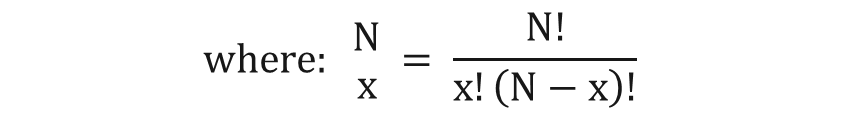 where: N x = N! / x! (N − x)!